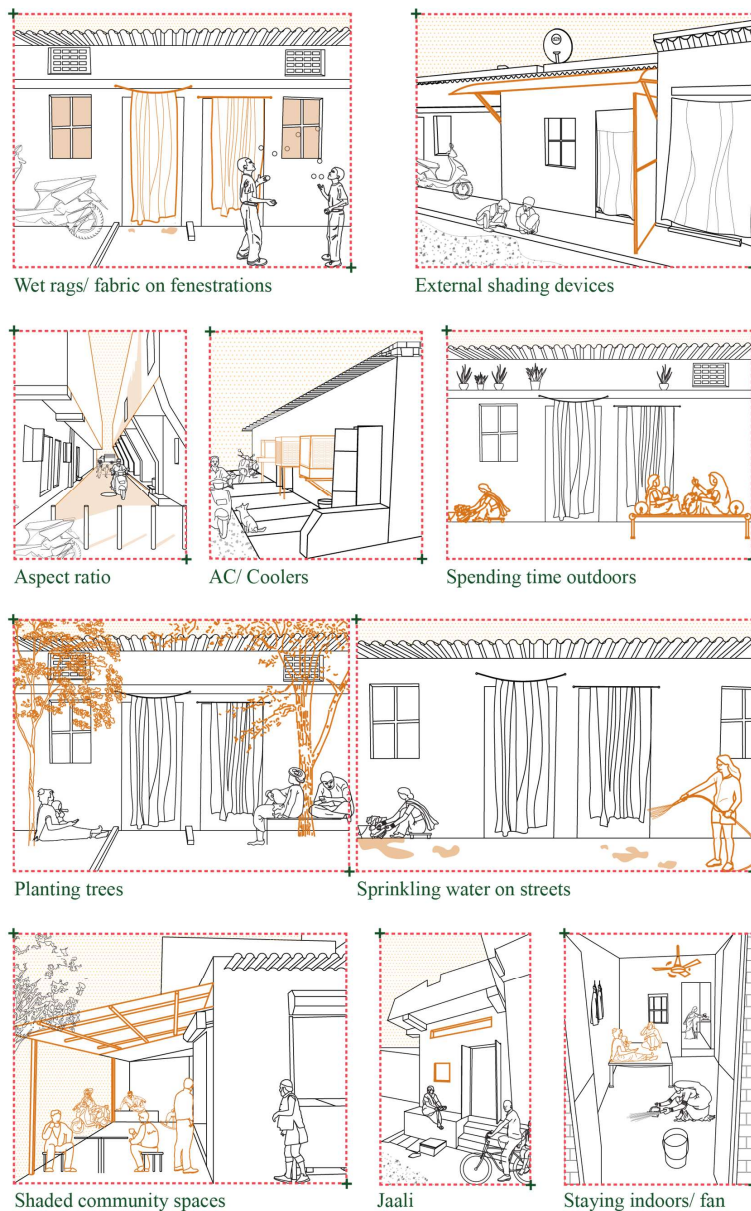 Wet rags/ fabric on fenestrations
External shading devices
Aspect ratio
AC/ Coolers
Spending time outdoors
Planting trees
Sprinkling water on streets
Shaded community spaces
Jaali
Staying indoors/ fan